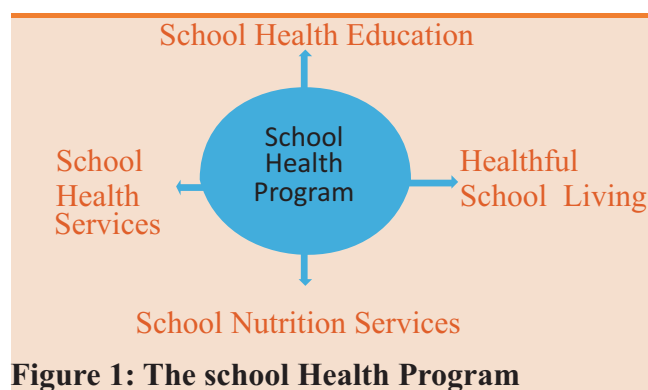 School Health Education
School
Health
Program
School
Health
Services
Healthful
School Living
School Nutrition Services
Figure 1: The school Health Program